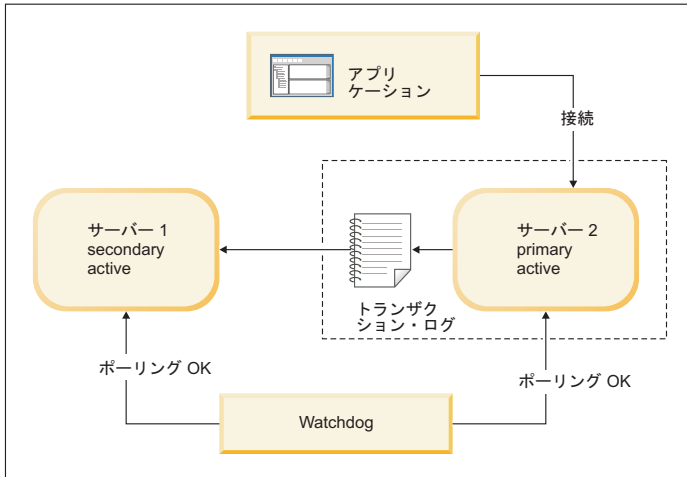 アプリ
ケーション
接続
サーバー 1
secondary
active
サーバー 2
primary
active
トランザク
ション・ログ
ポーリング OK
ポーリング OK
Watchdog